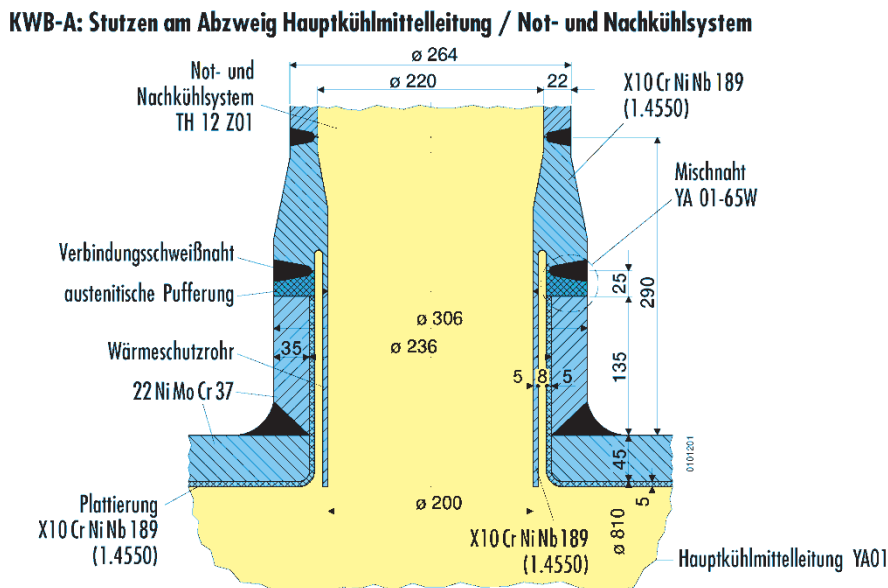 KWB-A: Stutzen am Abzweig Hauptkühlmittelleitung / Not- und Nachkühlsystem
ø 264
ø 220
22
Not- und
Nachkühlsystem
TH 12 Z01
X10 Cr Ni Nb 189
(1.4550)
Mischnaht
YA 01-65W
Verbindungsschweißnaht
austenitische Pufferung
25
290
ø 306
35
ø 236
Wärmeschutzrohr
5
8
5
135
22 Ni Mo Cr 37
45
0101201
5
Plattierung
X10 Cr Ni Nb 189
(1.4550)
ø 200
X10 Cr Ni Nb 189
(1.4550)
ø 810
Hauptkühlmittelleitung YA01